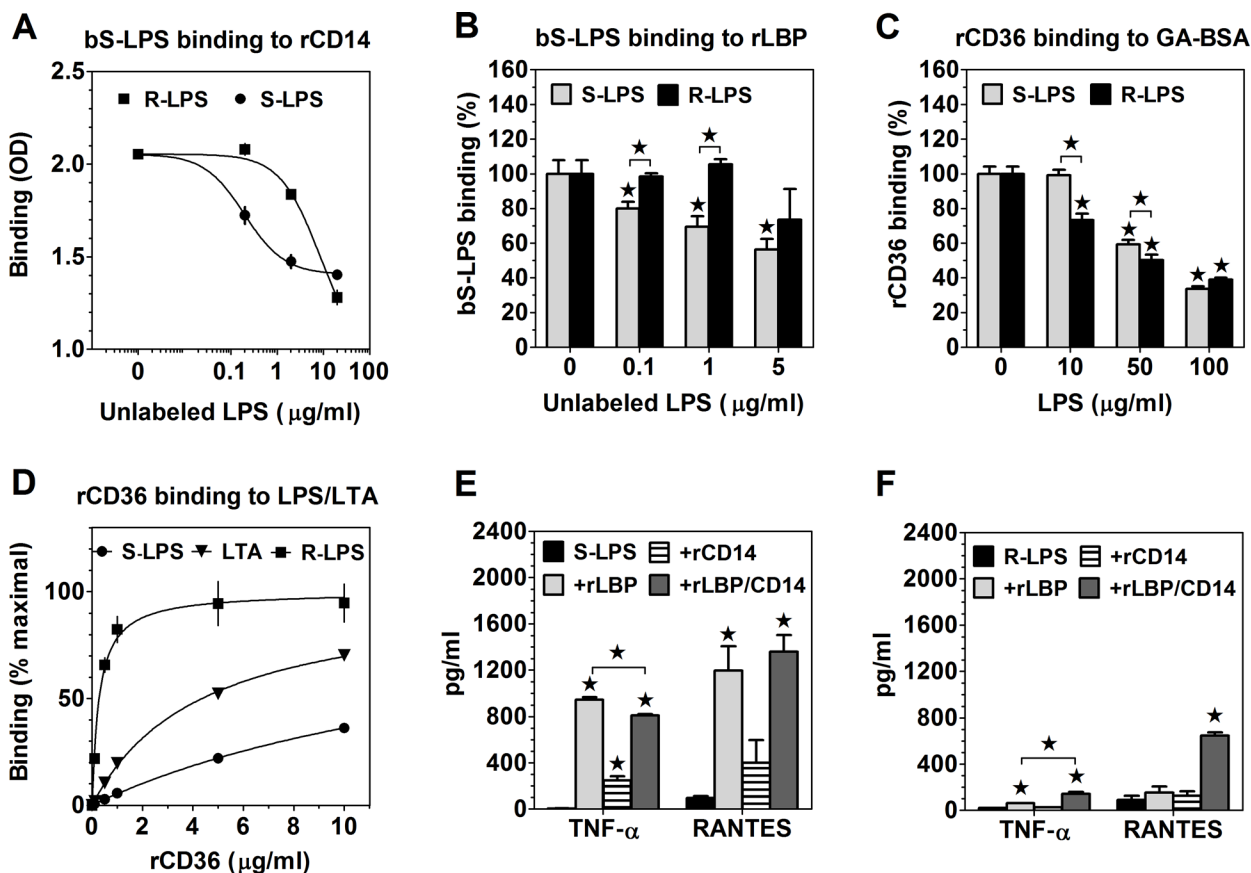 A
bS-LPS binding to rCD14
Binding (OD)
2.5
2.0
1.5
1.0
R-LPS
S-LPS
0
0.1
1
10
100
Unlabeled LPS ( μg/ml)
B
bS-LPS binding to rLBP
bS-LPS binding (%)
160
140
120
100
80
60
40
20
0
S-LPS
R-LPS
0
0.1
1
5
Unlabeled LPS ( μg/ml)
C
rCD36 binding to GA-BSA
rCD36 binding (%)
160
140
120
100
80
60
40
20
0
S-LPS
R-LPS
0
10
50
100
LPS (μg/ml)
D
rCD36 binding to LPS/LTA
Binding (% maximal)
100
50
0
S-LPS
LTA
R-LPS
0
2
4
6
8
10
rCD36 (μg/ml)
E
pg/ml
2400
2000
1600
1200
800
400
0
S-LPS
+rCD14
+rLBP
+rLBP/CD14
TNF-α
RANTES
F
pg/ml
2400
2000
1600
1200
800
400
0
R-LPS
+rCD14
+rLBP
+rLBP/CD14
TNF-α
RANTES